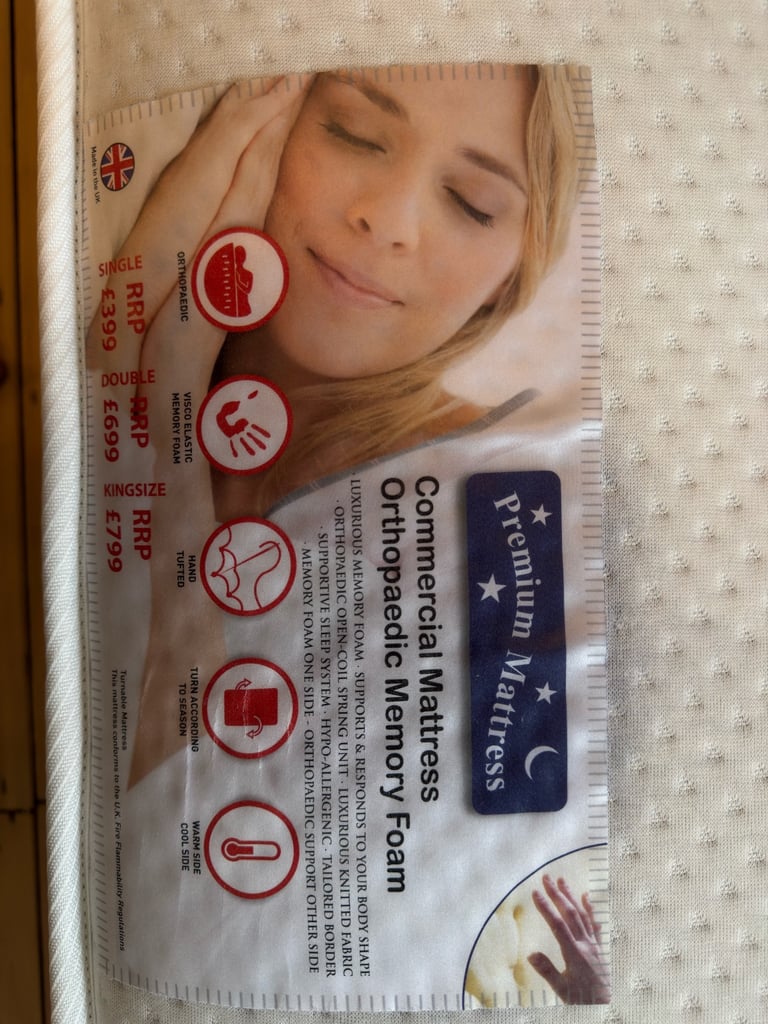 Premium Mattress
Commercial Mattress
Orthopaedic Memory Foam
· LUXURIOUS MEMORY FOAM · SUPPORTS & RESPONDS TO YOUR BODY SHAPE
· ORTHOPAEDIC OPEN-COIL SPRING UNIT · LUXURIOUS KNITTED FABRIC
· SUPPORTIVE SLEEP SYSTEM · HYPO-ALLERGENIC · TAILORED BORDER
· MEMORY FOAM ONE SIDE - ORTHOPAEDIC SUPPORT OTHER SIDE
ORTHOPAEDIC
VISCO ELASTIC
MEMORY FOAM
HAND
TUFTED
TURN ACCORDING
TO SEASON
WARM SIDE
COOL SIDE
Made in the UK
SINGLE
RRP
£399
DOUBLE
RRP
£699
KINGSIZE
RRP
£799
Turnable Mattress
This mattress conforms to the U.K. Fire Flammability Regulations